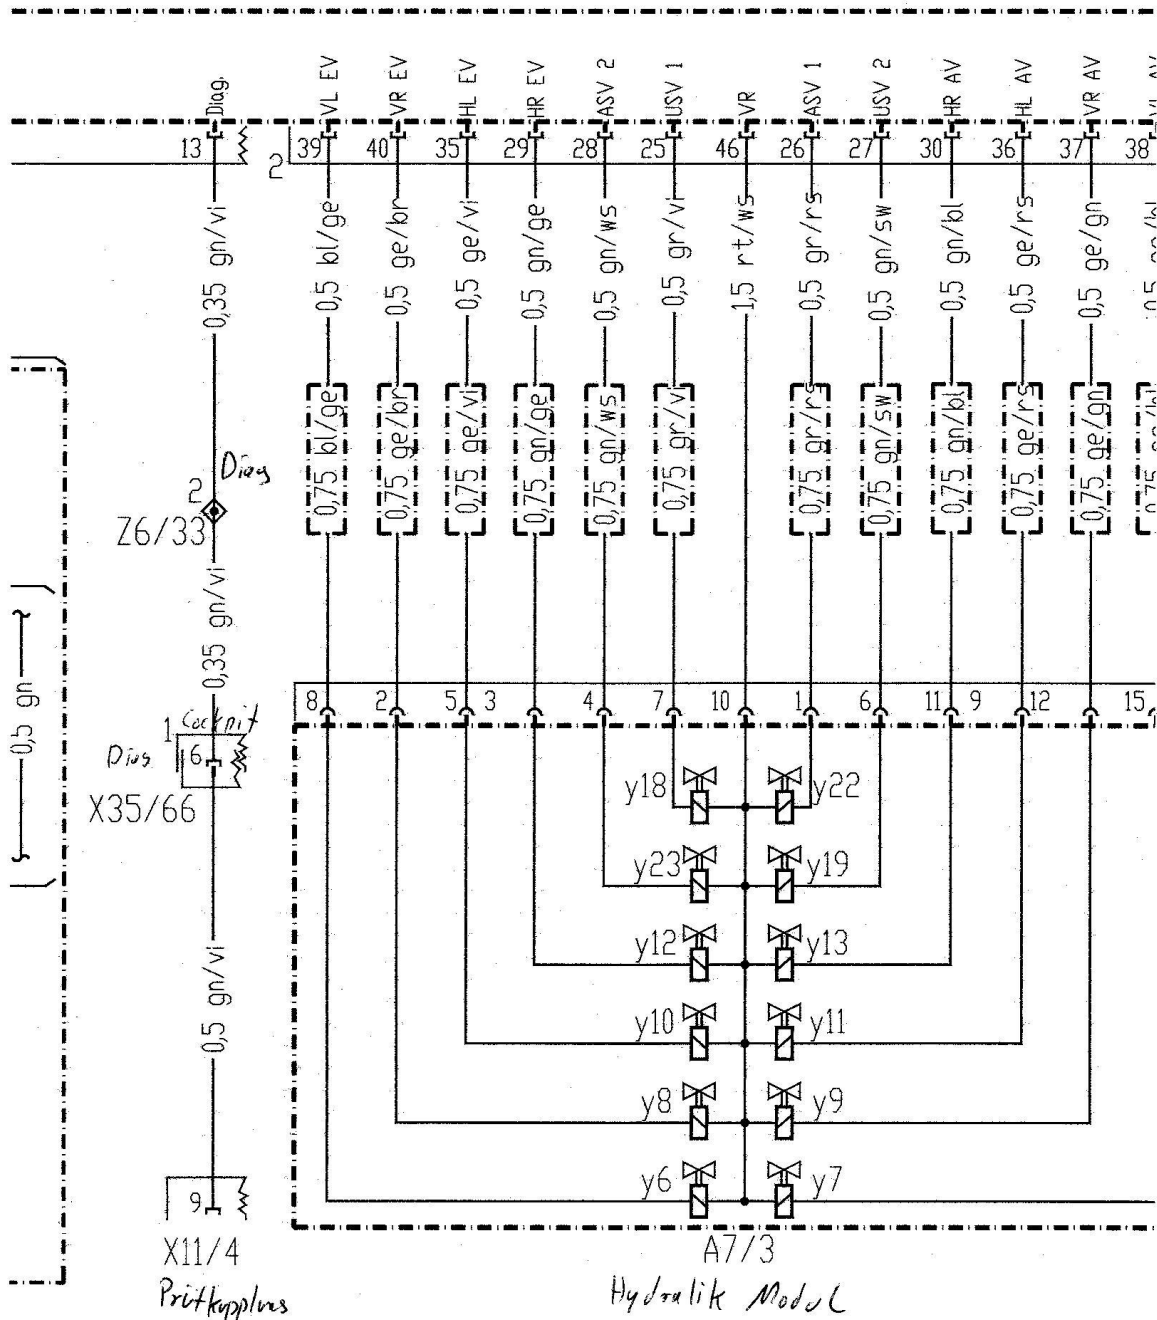 Diag.
VL EV
VR EV
HL EV
HR EV
ASV 2
USV 1
VR
ASV 1
USV 2
HR AV
HL AV
VR AV
VL AV
13
2
39
40
35
29
28
25
46
26
27
30
36
37
38
0,35 gn/vi
0,5 bl/ge
0,5 ge/br
0,5 ge/vi
0,5 gn/ge
0,5 gn/ws
0,5 gr/vi
1,5 rt/ws
0,5 gr/rs
0,5 gn/sw
0,5 gn/bl
0,5 ge/rs
0,5 ge/gn
0,75 bl/ge
0,75 ge/br
0,75 ge/vi
0,75 gn/ge
0,75 gn/ws
0,75 gr/vi
0,75 gr/rs
0,75 gn/sw
0,75 gn/bl
0,75 ge/rs
0,75 ge/gn
Diag
2
Z6/33
0,35 gn/vi
0,5 gn
8
2
5
3
4
7
10
1
6
11
9
12
15
1
Cockpit
Diag
6
X35/66
y18
y22
y23
y19
y12
y13
y10
y11
y8
y9
y6
y7
0,5 gn/vi
9
X11/4
A7/3
Hydralik Modul